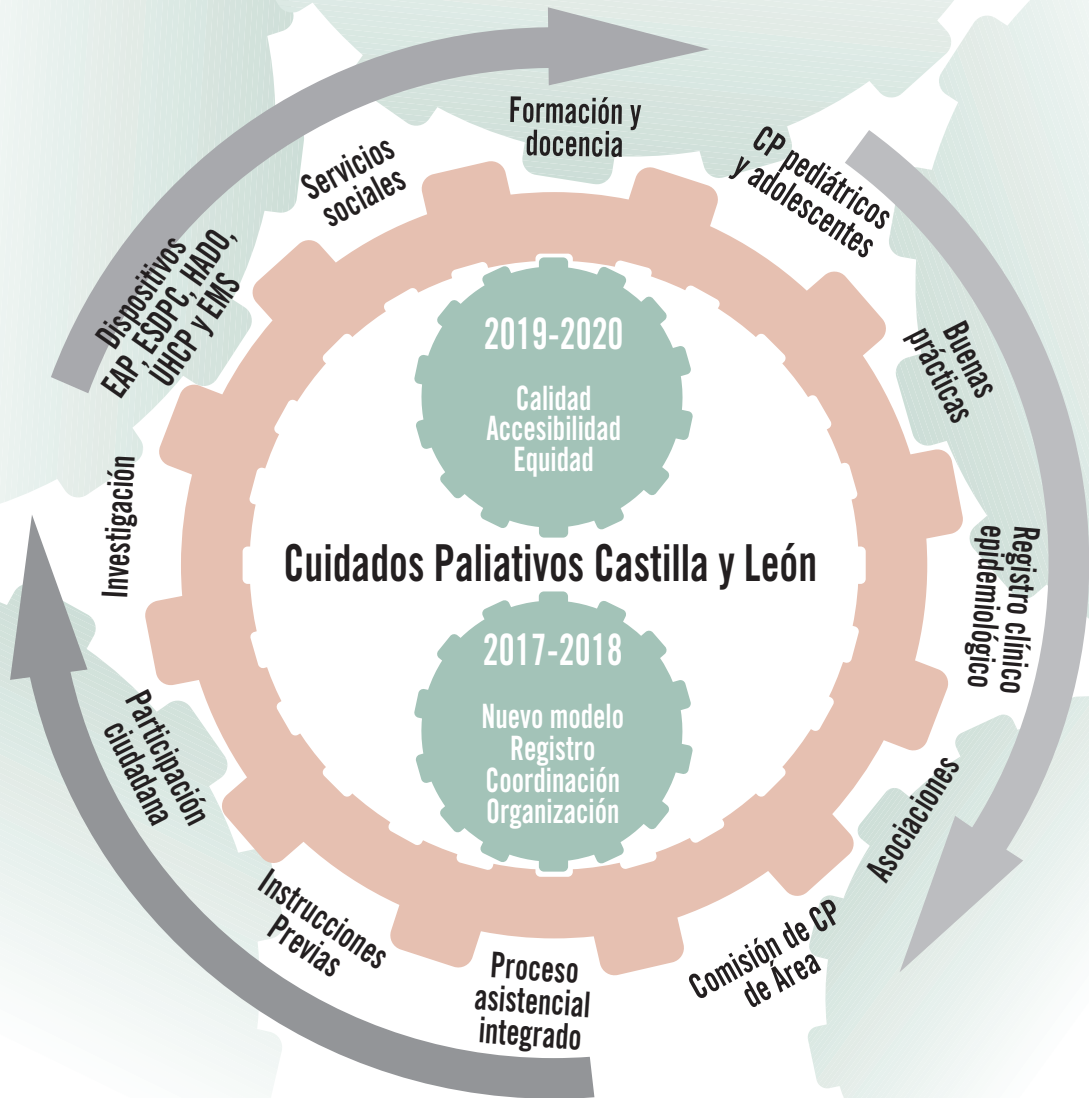 Formación y
docencia
CP pediátricos
y adolescentes
Buenas
prácticas
Registro clínico
epidemiológico
Asociaciones
Comisión de CP
de Área
Proceso
asistencial
integrado
Instrucciones
Previas
Participación
ciudadana
Investigación
Dispositivos
EAP, ESDPC, HADO,
UHCP y EMS
Servicios
sociales
2019-2020
Calidad
Accesibilidad
Equidad
Cuidados Paliativos Castilla y León
2017-2018
Nuevo modelo
Registro
Coordinación
Organización